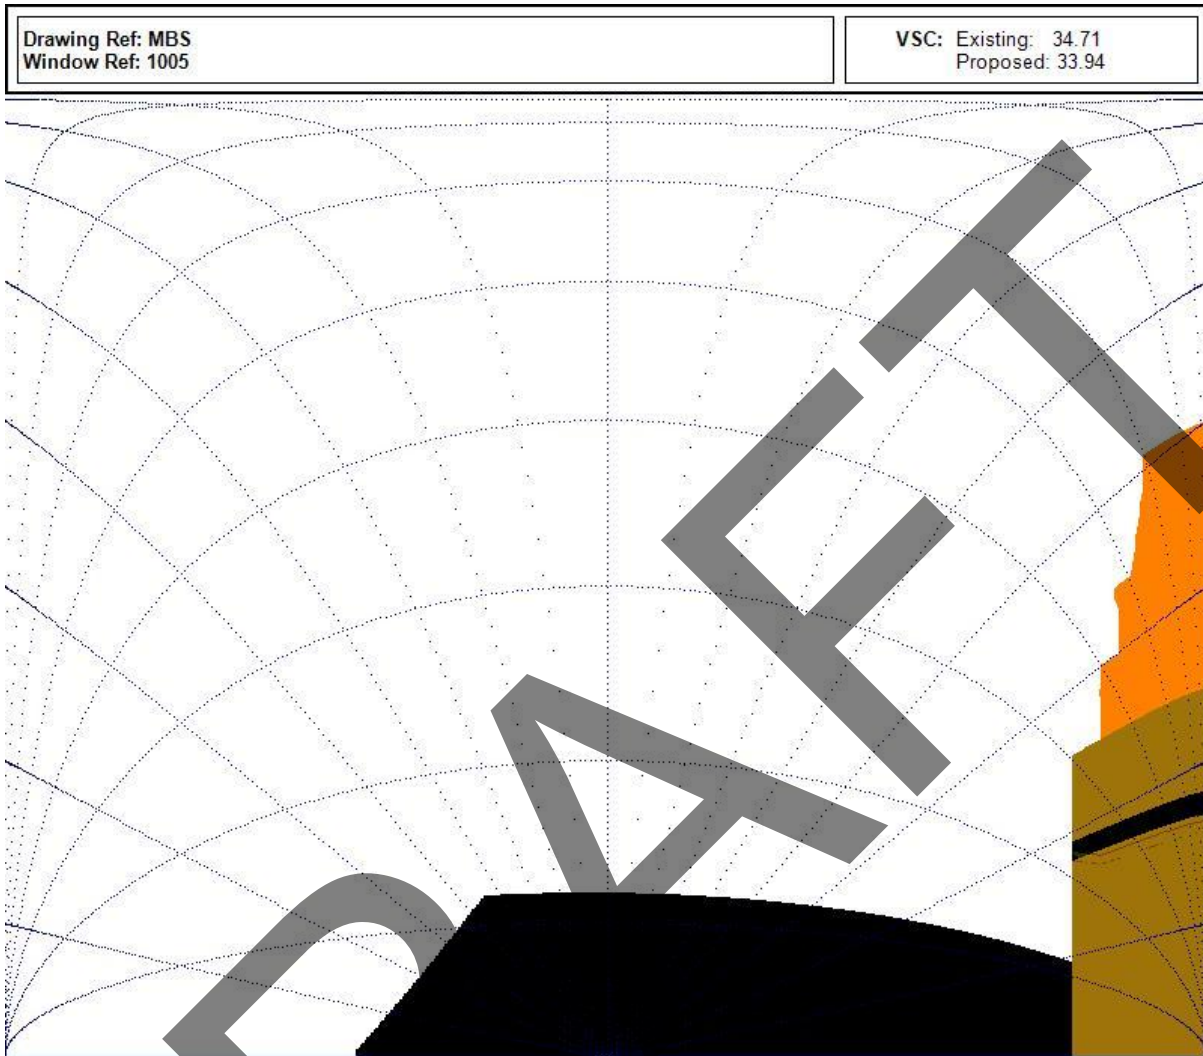 Drawing Ref: MBS
Window Ref: 1005
VSC: Existing: 34.71
Proposed: 33.94
DRAFT